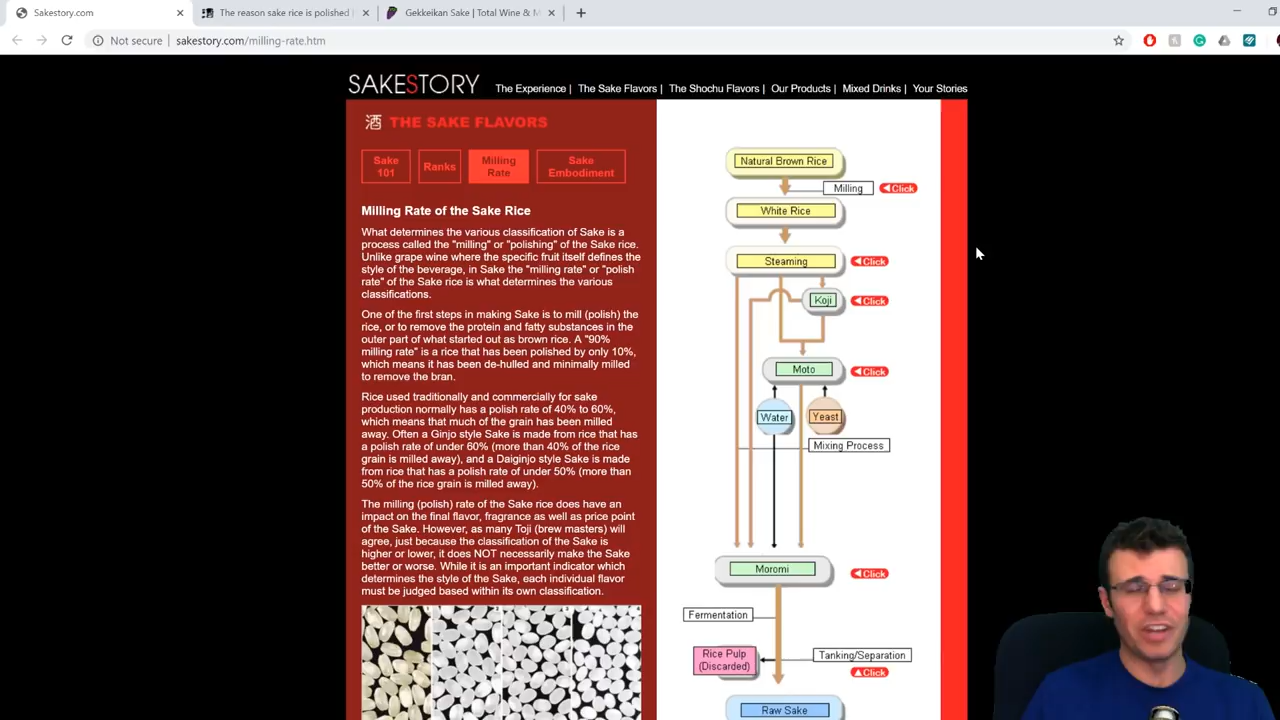 Sakestory.com
The reason sake rice is polished
Gekkeikan Sake | Total Wine & M
Not secure
sakestory.com/milling-rate.htm
SAKESTORY
The Experience |
The Sake Flavors |
The Shochu Flavors |
Our Products |
Mixed Drinks |
Your Stories
酒 THE SAKE FLAVORS
Sake
101
Ranks
Milling
Rate
Sake
Embodiment
Milling Rate of the Sake Rice
What determines the various classification of Sake is a
process called the "milling" or "polishing" of the Sake rice.
Unlike grape wine where the specific fruit itself defines the
style of the beverage, in Sake the "milling rate" or "polish
rate" of the Sake rice is what determines the various
classifications.
One of the first steps in making Sake is to mill (polish) the
rice, or to remove the protein and fatty substances in the
outer part of what started out as brown rice. A "90%
milling rate" is a rice that has been polished by only 10%,
which means it has been de-hulled and minimally milled
to remove the bran.
Rice used traditionally and commercially for sake
production normally has a polish rate of 40% to 60%,
which means that much of the grain has been milled
away. Often a Ginjo style Sake is made from rice that has
a polish rate of under 60% (more than 40% of the rice
grain is milled away), and a Daiginjo style Sake is made
from rice that has a polish rate of under 50% (more than
50% of the rice grain is milled away).
The milling (polish) rate of the Sake rice does have an
impact on the final flavor, fragrance as well as price point
of the Sake. However, as many Toji (brew masters) will
agree, just because the classification of the Sake is
higher or lower, it does NOT necessarily make the Sake
better or worse. While it is an important indicator which
determines the style of the Sake, each individual flavor
must be judged based within its own classification.
Natural Brown Rice
Milling
Click
White Rice
Steaming
Click
Koji
Click
Moto
Click
Water
Yeast
Mixing Process
Moromi
Click
Fermentation
Rice Pulp
(Discarded)
Tanking/Separation
Click
Raw Sake